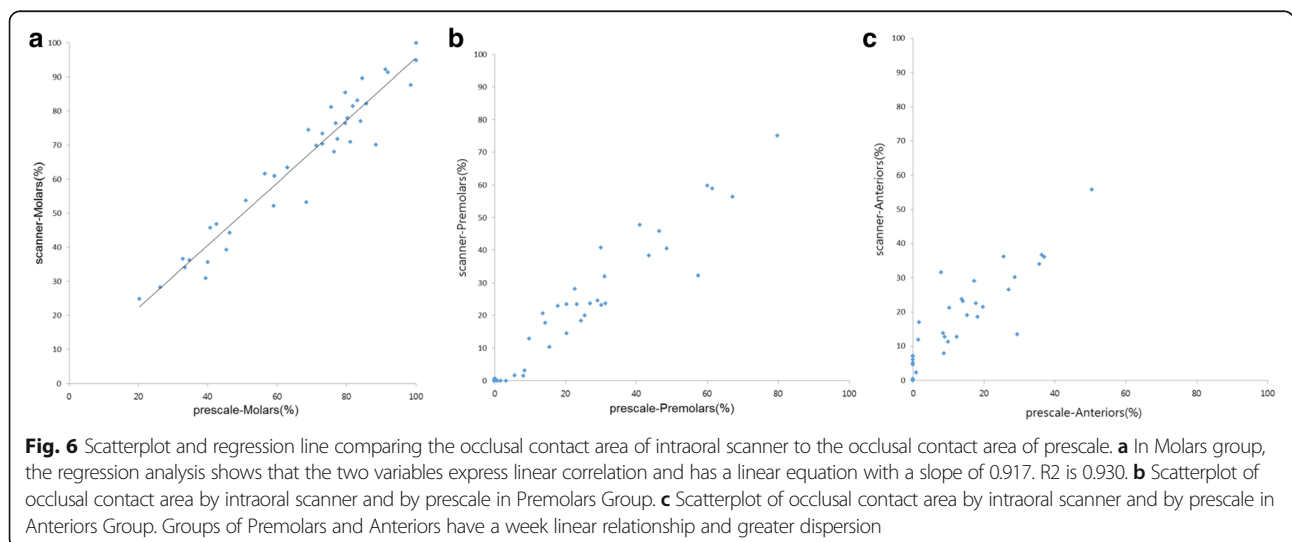 a
b
c
100
90
80
70
60
50
40
30
20
10
0
scanner-Molars(%)
0 20 40 60 80 100
prescale-Molars(%)
100
90
80
70
60
50
40
30
20
10
0
scanner-Premolars(%)
0 20 40 60 80 100
prescale-Premolars(%)
100
90
80
70
60
50
40
30
20
10
0
scanner-Anteriors(%)
0 20 40 60 80 100
prescale-Anteriors(%)
Fig. 6 Scatterplot and regression line comparing the occlusal contact area of intraoral scanner to the occlusal contact area of prescale. a In Molars group,
the regression analysis shows that the two variables express linear correlation and has a linear equation with a slope of 0.917. R2 is 0.930. b Scatterplot of
occlusal contact area by intraoral scanner and by prescale in Premolars Group. c Scatterplot of occlusal contact area by intraoral scanner and by prescale in
Anteriors Group. Groups of Premolars and Anteriors have a week linear relationship and greater dispersion